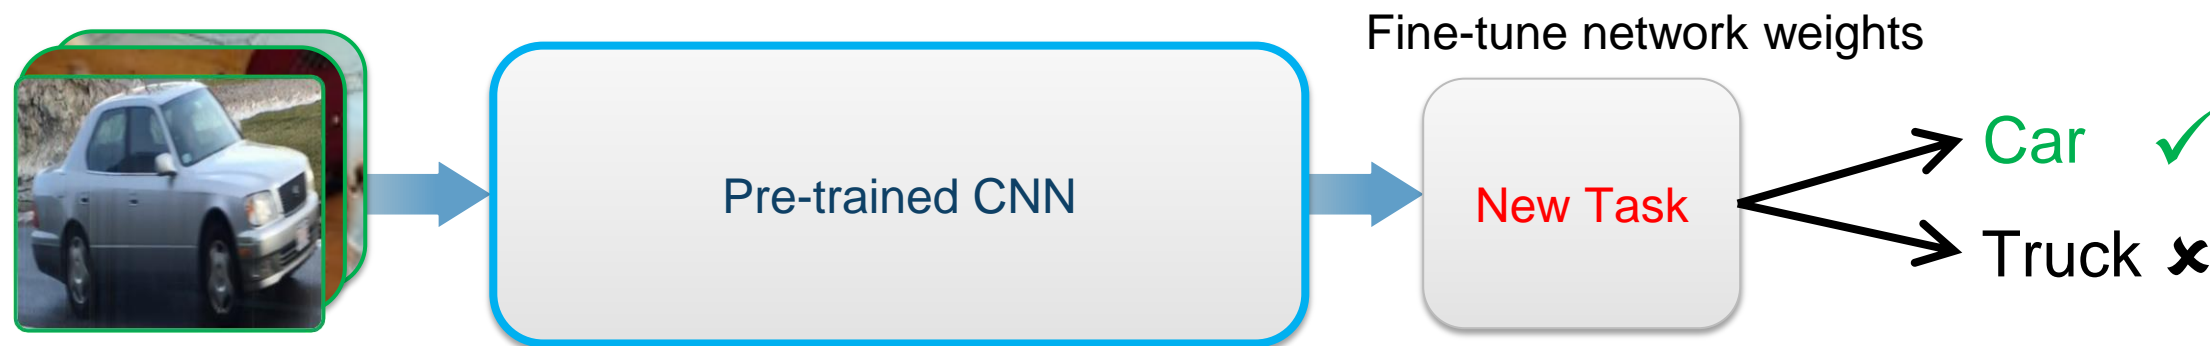 Fine-tune network weights
Pre-trained CNN
New Task
Car ✓
Truck ✘